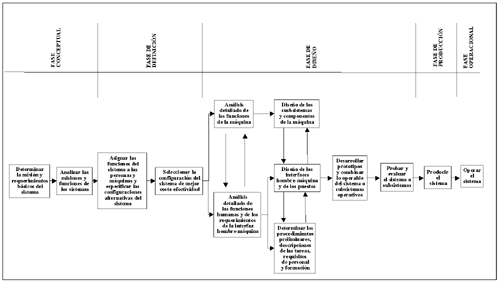 FASE
CONCEPTUAL
FASE DE
DEFINICIÓN
FASE DE
DISEÑO
FASE DE
PRODUCCIÓN
FASE
OPERACIONAL
Determinar
la misión y
requerimientos
básicos del
sistema
Analizar las
misiones y
funciones de
los sistemas
Asignar las
funciones del
sistema a las
personas y
máquinas y
especificar las
configuraciones
alternativas del
sistema
Seleccionar la
configuración del
sistema de mejor
coste efectividad
Análisis
detallado de
las funciones
de la máquina
Análisis
detallado de
las funciones
humanas y de los
requerimientos de
la interfaz
hombre-máquina
Diseño de los
subsistemas
y componentes
de la máquina
Diseño de las
Interfaces
hombre máquina
y de los puestos
Determinar los
procedimientos
preliminares,
descripciones
de las tareas,
requisitos
de personal
y formación
Desarrollar
prototipos
y combinar
lo operable del
sistema o
subsistemas
operativos
Probar y
evaluar
el sistema o
subsistemas
Producir
el
sistema
Operar
el
sistema